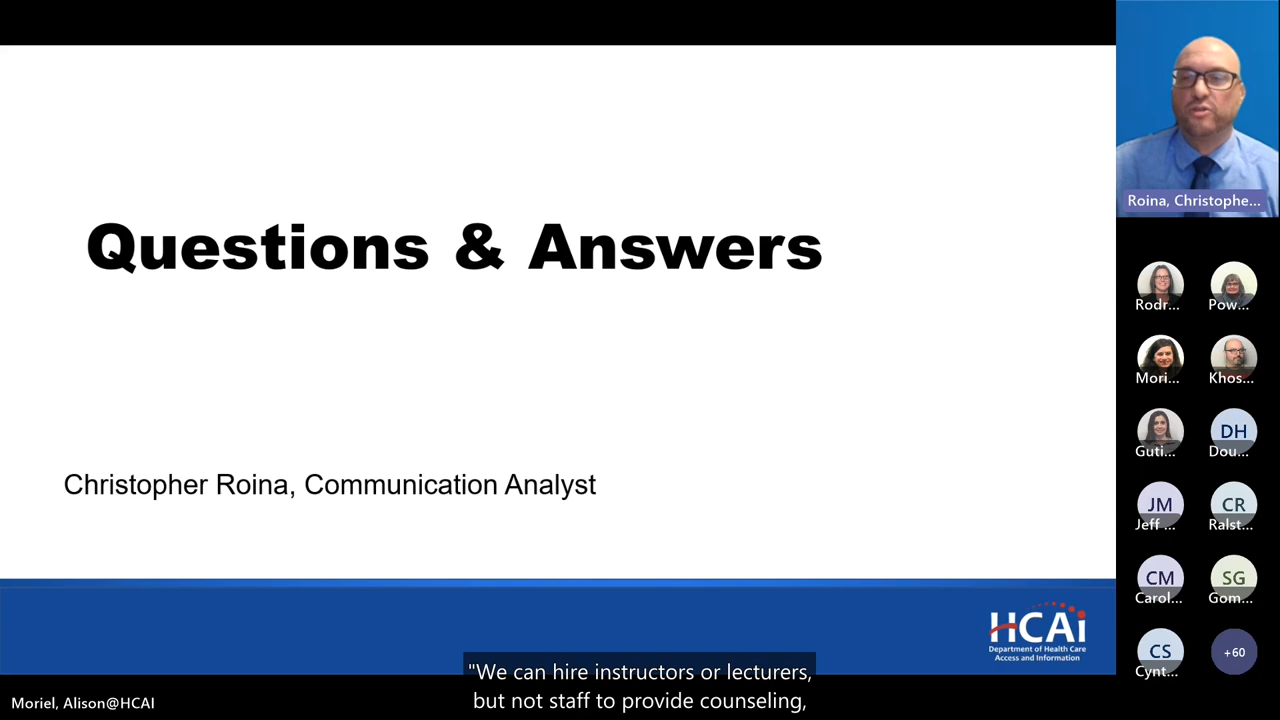 Questions & Answers
Christopher Roina, Communication Analyst
HCAi
Department of Health Care
Access and Information
"We can hire instructors or lecturers,
but not staff to provide counseling,
Moriel, Alison@HCAI
Roina, Christophe...
Rodr...
Pow...
Mori...
Khos...
Guti...
DH
Dou...
JM
Jeff ...
CR
Ralst...
CM
Carol...
SG
Gom...
CS
Cynt...
+60